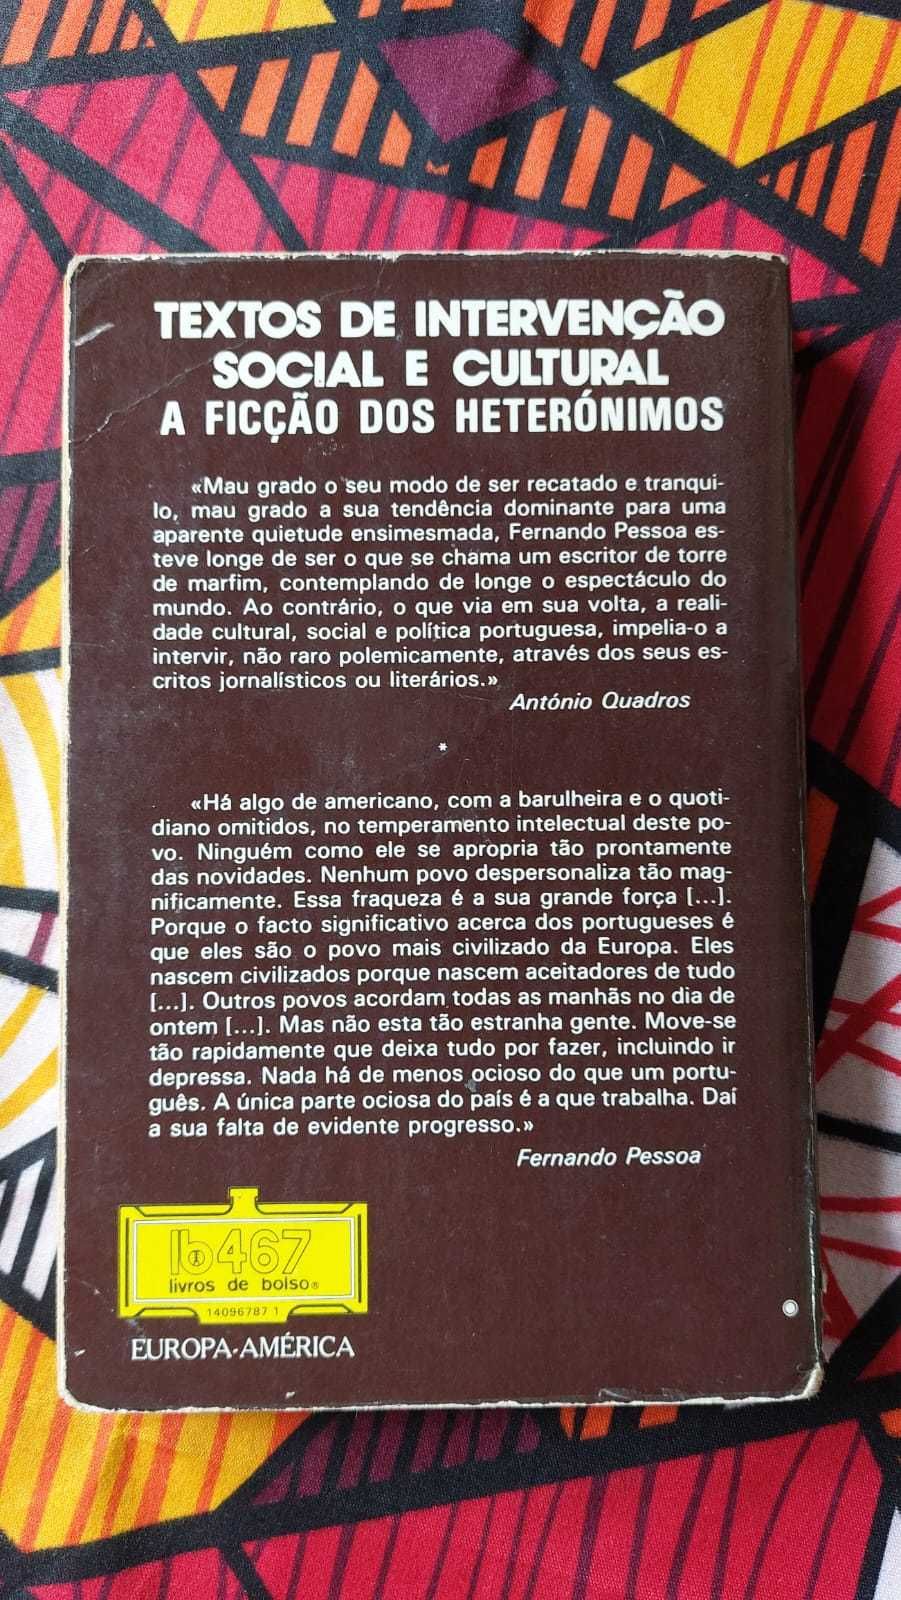 TEXTOS DE INTERVENÇÃO
SOCIAL E CULTURAL
A FICÇÃO DOS HETERÓNIMOS
«Mau grado o seu modo de ser recatado e tranqui-
lo, mau grado a sua tendência dominante para uma
aparente quietude ensimesmada, Fernando Pessoa es-
teve longe de ser o que se chama um escritor de torre
de marfim, contemplando de longe o espectáculo do
mundo. Ao contrário, o que via em sua volta, a reali-
dade cultural, social e política portuguesa, impelia-o a
intervir, não raro polemicamente, através dos seus es-
critos jornalísticos ou literários.»
António Quadros
*
«Há algo de americano, com a barulheira e o quoti-
diano omitidos, no temperamento intelectual deste po-
vo. Ninguém como ele se apropria tão prontamente
das novidades. Nenhum povo despersonaliza tão mag-
nificamente. Essa fraqueza é a sua grande força [...].
Porque o facto significativo acerca dos portugueses é
que eles são o povo mais civilizado da Europa. Eles
nascem civilizados porque nascem aceitadores de tudo
[...]. Outros povos acordam todas as manhãs no dia de
ontem [...]. Mas não esta tão estranha gente. Move-se
tão rapidamente que deixa tudo por fazer, incluindo ir
depressa. Nada há de menos ocioso do que um portu-
guês. A única parte ociosa do país é a que trabalha. Daí
a sua falta de evidente progresso.»
Fernando Pessoa
lb467
livros de bolso®
14096787 1
EUROPA-AMÉRICA